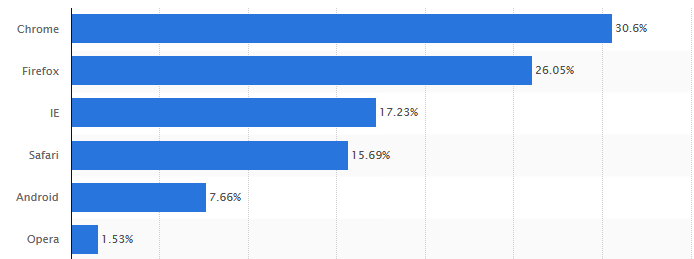 Chrome 30.6%
Firefox 26.05%
IE 17.23%
Safari 15.69%
Android 7.66%
Opera 1.53%